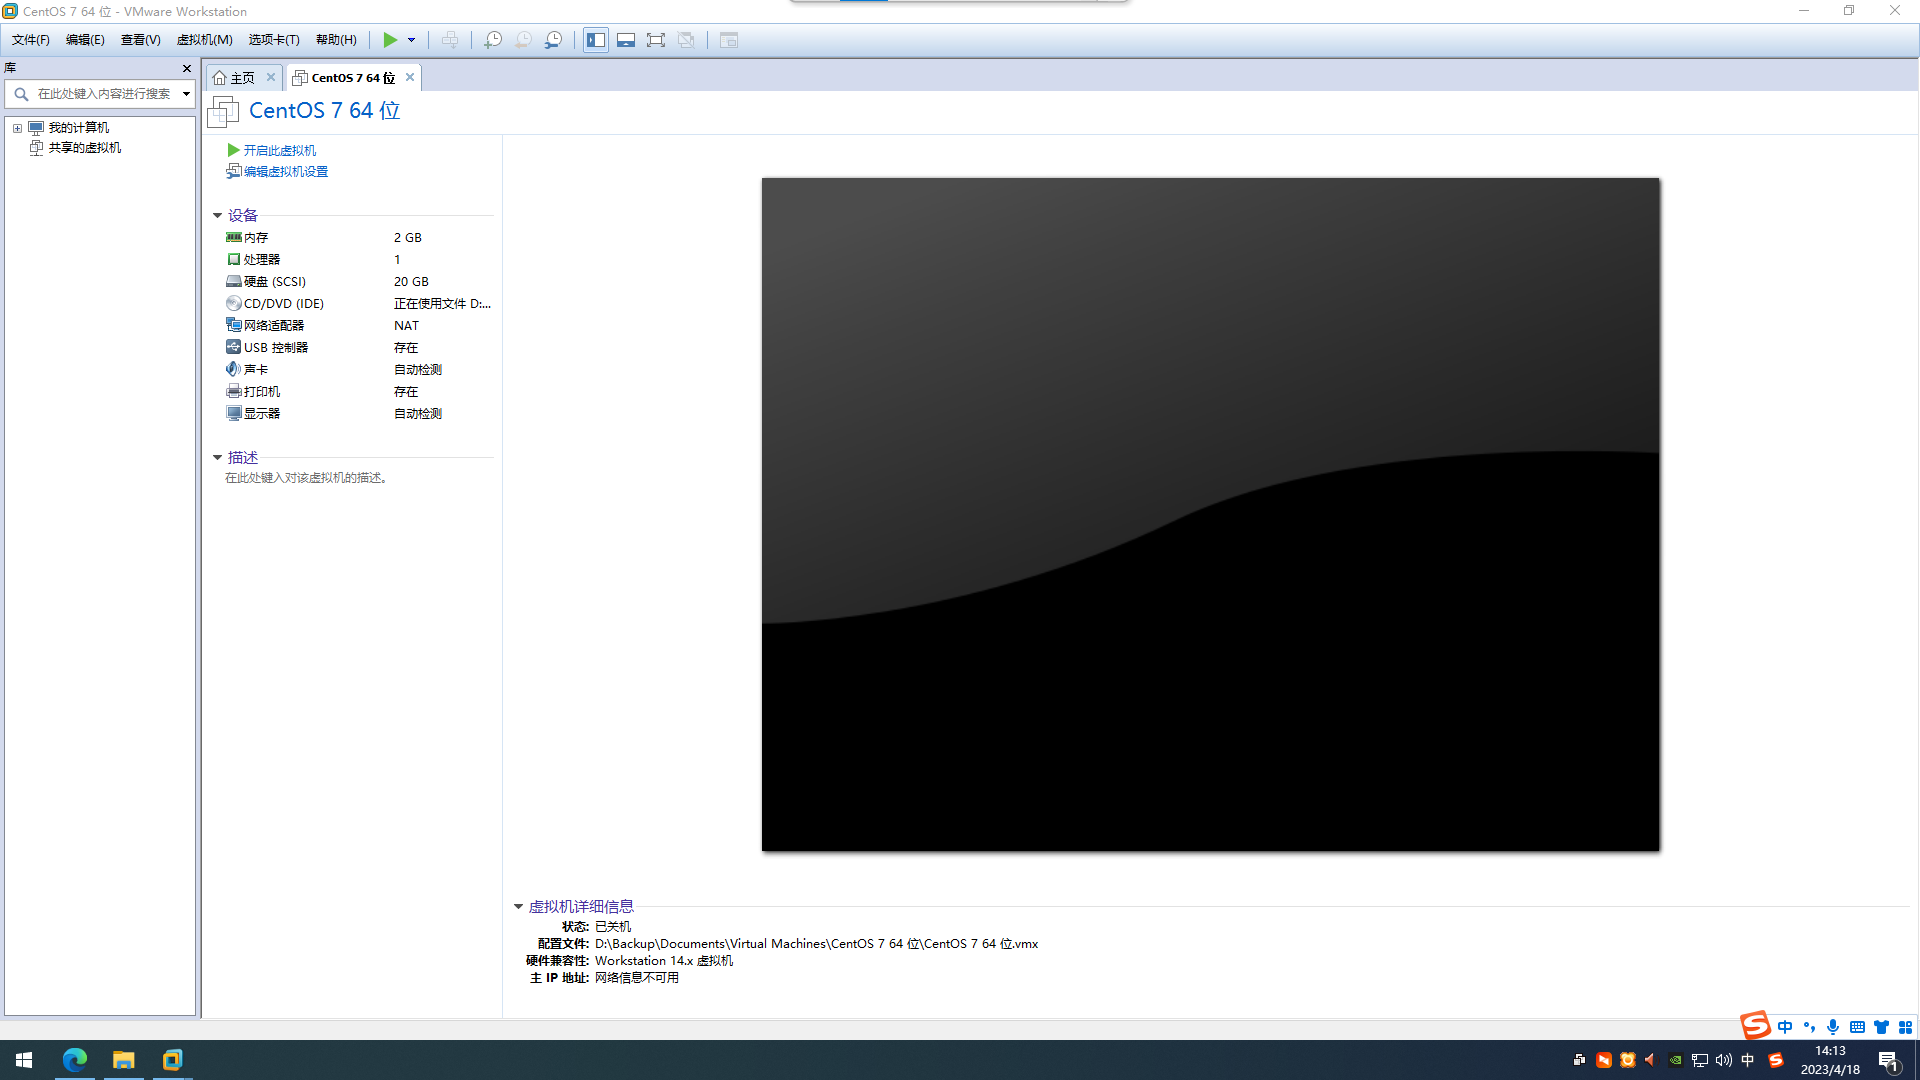 CentOS 7 64 位 - VMware Workstation
文件(F) 编辑(E) 查看(V) 虚拟机(M) 选项卡(T) 帮助(H)
库
在此处键入内容进行搜索
我的计算机
共享的虚拟机
主页 CentOS 7 64 位
CentOS 7 64 位
开启此虚拟机
编辑虚拟机设置
设备
内存 2 GB
处理器 1
硬盘 (SCSI) 20 GB
CD/DVD (IDE) 正在使用文件 D:...
网络适配器 NAT
USB 控制器 存在
声卡 自动检测
打印机 存在
显示器 自动检测
描述
在此处键入对该虚拟机的描述。
虚拟机详细信息
状态: 已关机
配置文件: D:\Backup\Documents\Virtual Machines\CentOS 7 64 位\CentOS 7 64 位.vmx
硬件兼容性: Workstation 14.x 虚拟机
主 IP 地址: 网络信息不可用
S 中
中 S 14:13
2023/4/18
1